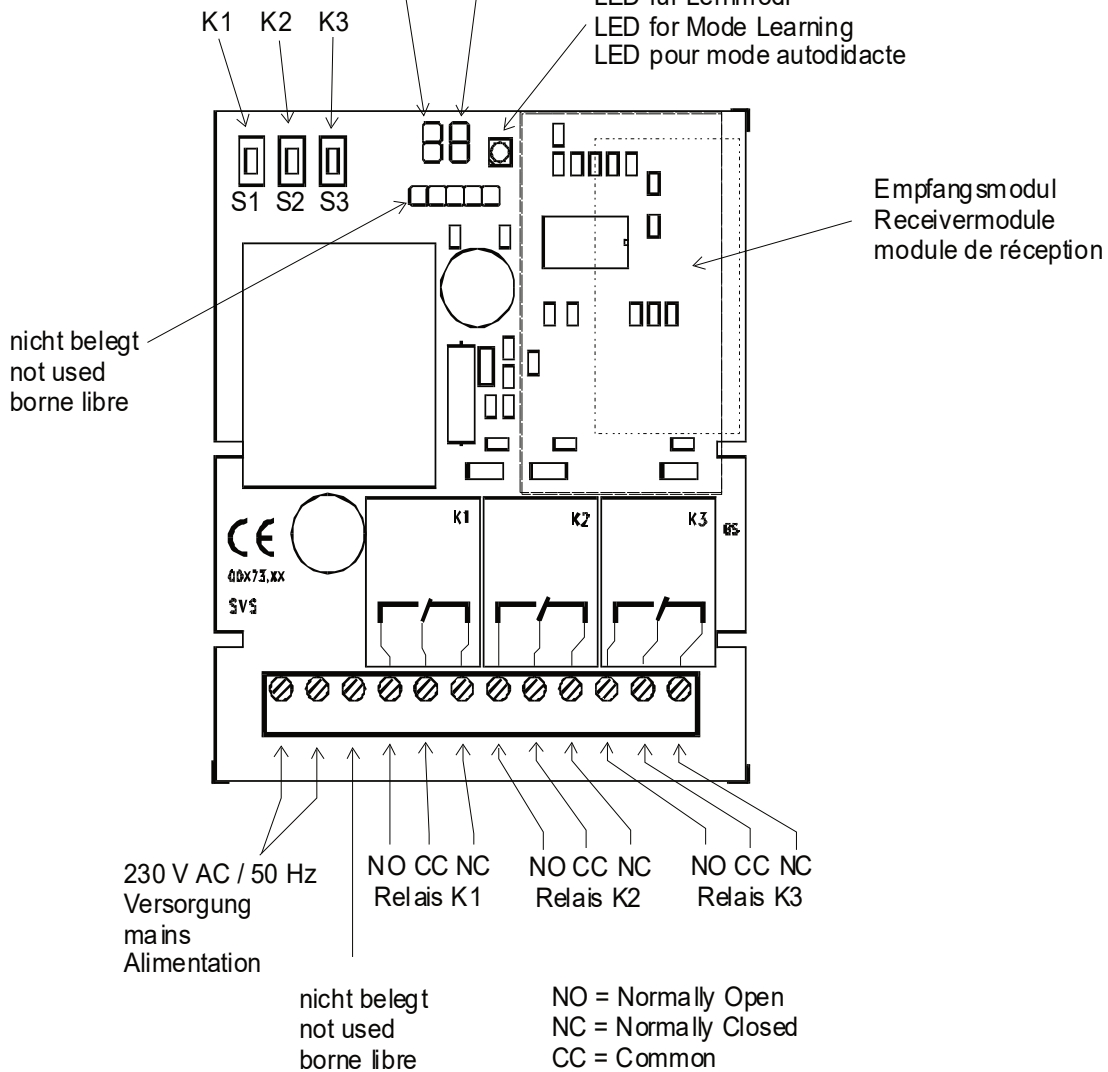 LED für Lernmodi
LED for Mode Learning
LED pour mode autodidacte
K1 K2 K3
S1 S2 S3
Empfangsmodul
Receivermodule
module de réception
nicht belegt
not used
borne libre
K1 K2 K3
CE
SVS
NO CC NC
Relais K1
NO CC NC
Relais K2
NO CC NC
Relais K3
230 V AC / 50 Hz
Versorgung
mains
Alimentation
nicht belegt
not used
borne libre
NO = Normally Open
NC = Normally Closed
CC = Common